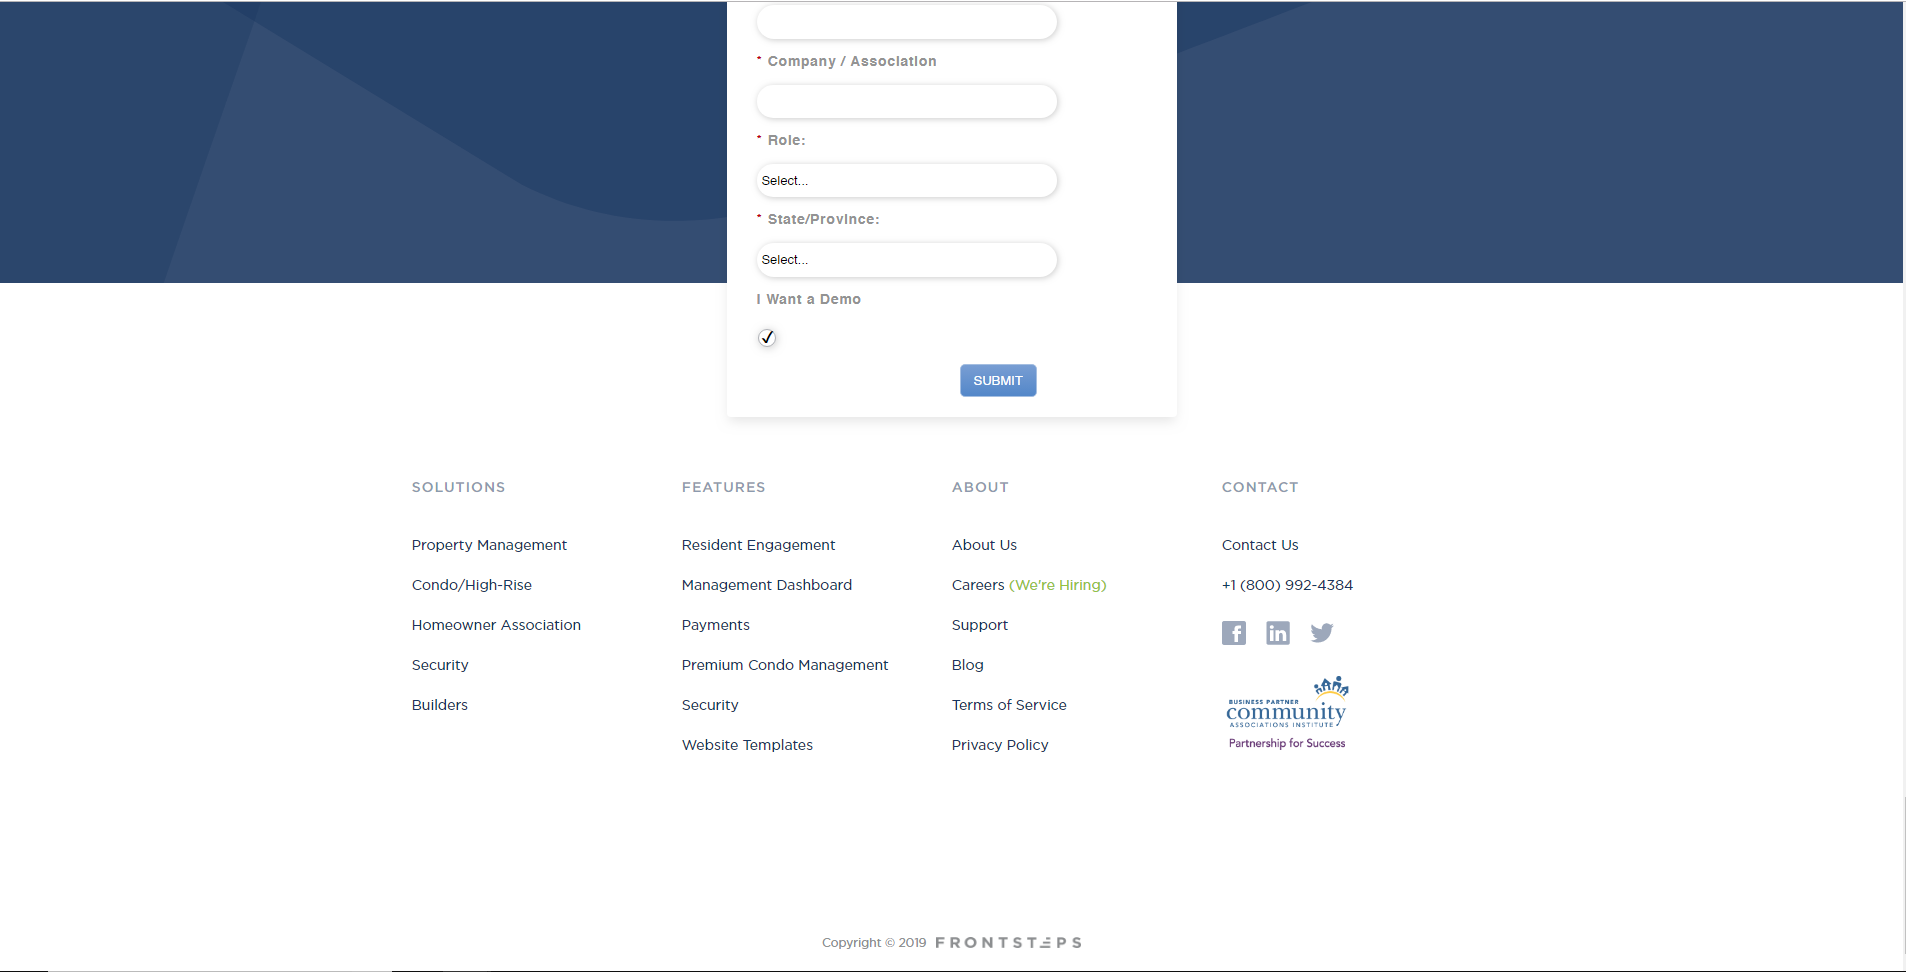 * Company / Association
* Role:
Select...
* State/Province:
Select...
I Want a Demo
SUBMIT
SOLUTIONS
Property Management
Condo/High-Rise
Homeowner Association
Security
Builders
FEATURES
Resident Engagement
Management Dashboard
Payments
Premium Condo Management
Security
Website Templates
ABOUT
About Us
Careers (We're Hiring)
Support
Blog
Terms of Service
Privacy Policy
CONTACT
Contact Us
+1 (800) 992-4384
BUSINESS PARTNER
community
ASSOCIATIONS INSTITUTE
Partnership for Success
Copyright © 2019 FRONTSTEPS